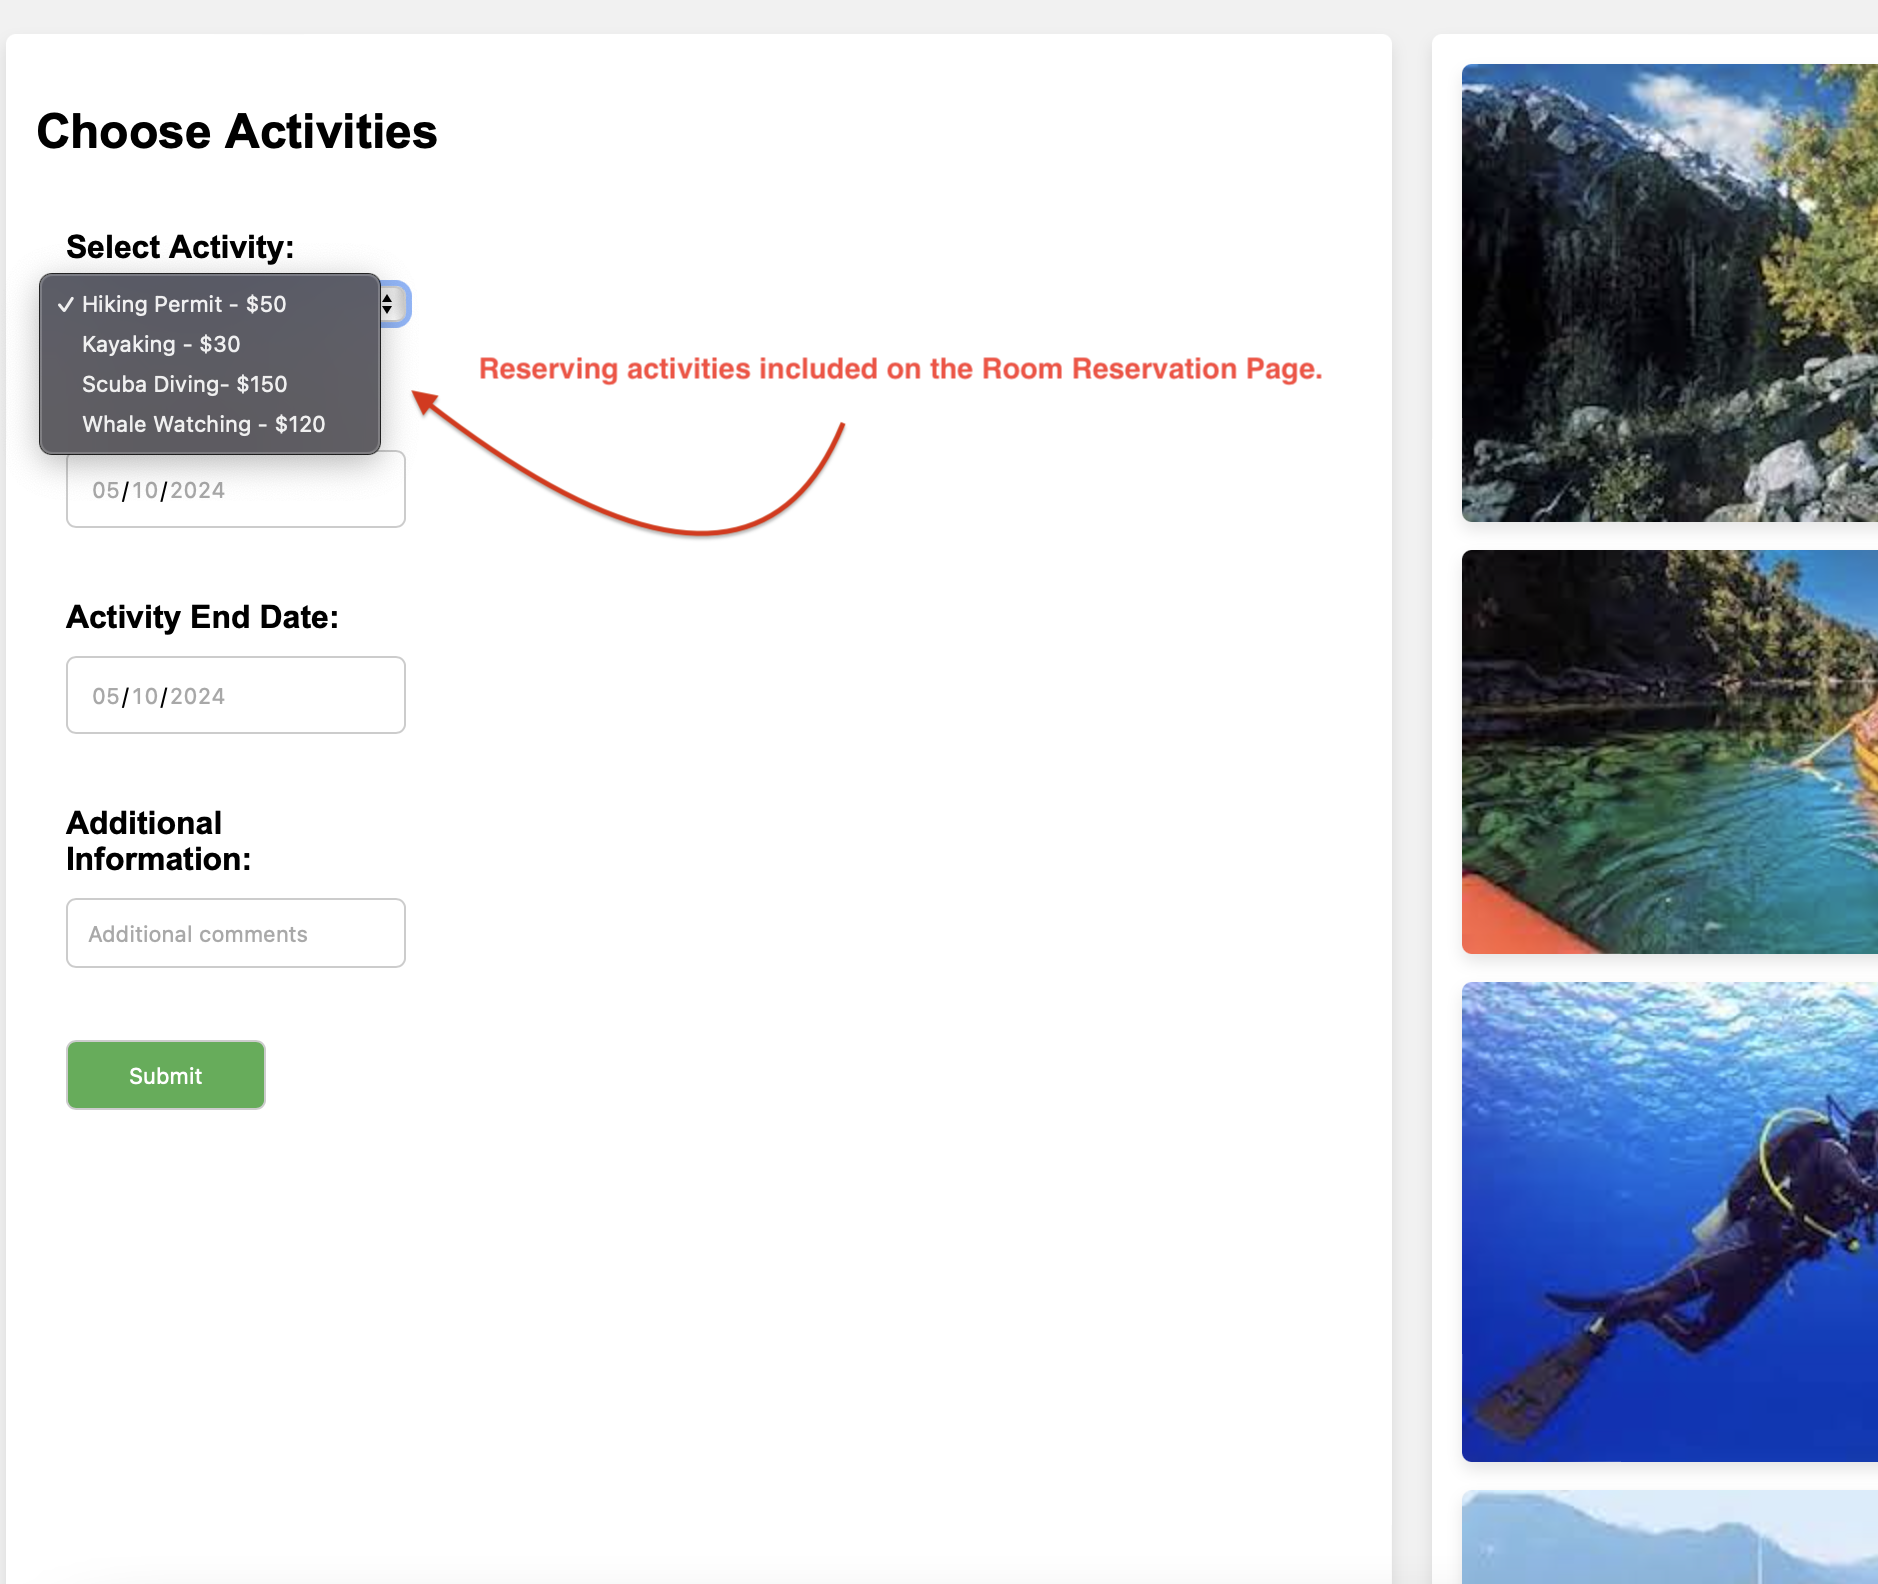 Choose Activities
Select Activity:
✓ Hiking Permit - $50
Kayaking - $30
Scuba Diving- $150
Whale Watching - $120
Reserving activities included on the Room Reservation Page.
05/10/2024
Activity End Date:
05/10/2024
Additional
Information:
Additional comments
Submit